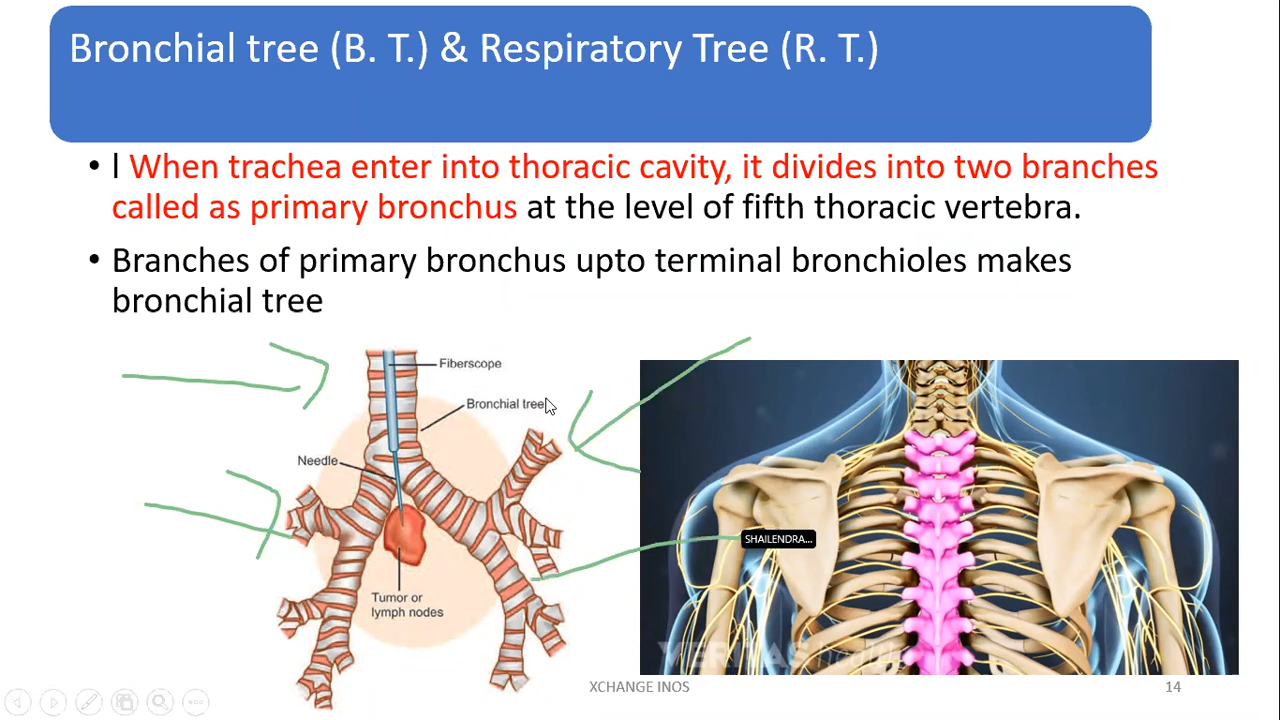 Bronchial tree (B. T.) & Respiratory Tree (R. T.)
• l When trachea enter into thoracic cavity, it divides into two branches
called as primary bronchus at the level of fifth thoracic vertebra.
• Branches of primary bronchus upto terminal bronchioles makes
bronchial tree
Fiberscope
Bronchial tree
Needle
Tumor or
lymph nodes
SHAILENDRA...
VERITAS health
XCHANGE INOS
14